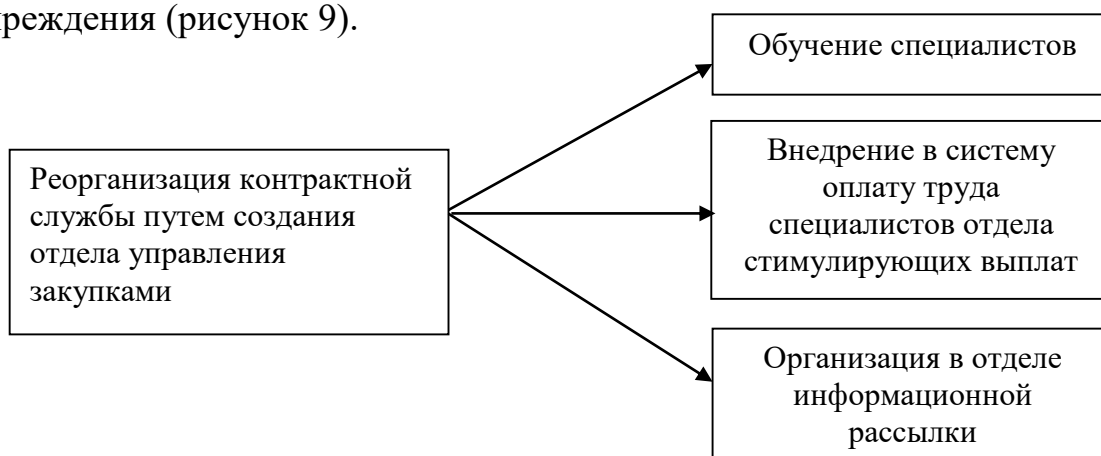 реждения (рисунок 9).
Обучение специалистов
Реорганизация контрактной
службы путем создания
отдела управления
закупками
Внедрение в систему
оплату труда
специалистов отдела
стимулирующих выплат
Организация в отделе
информационной
рассылки